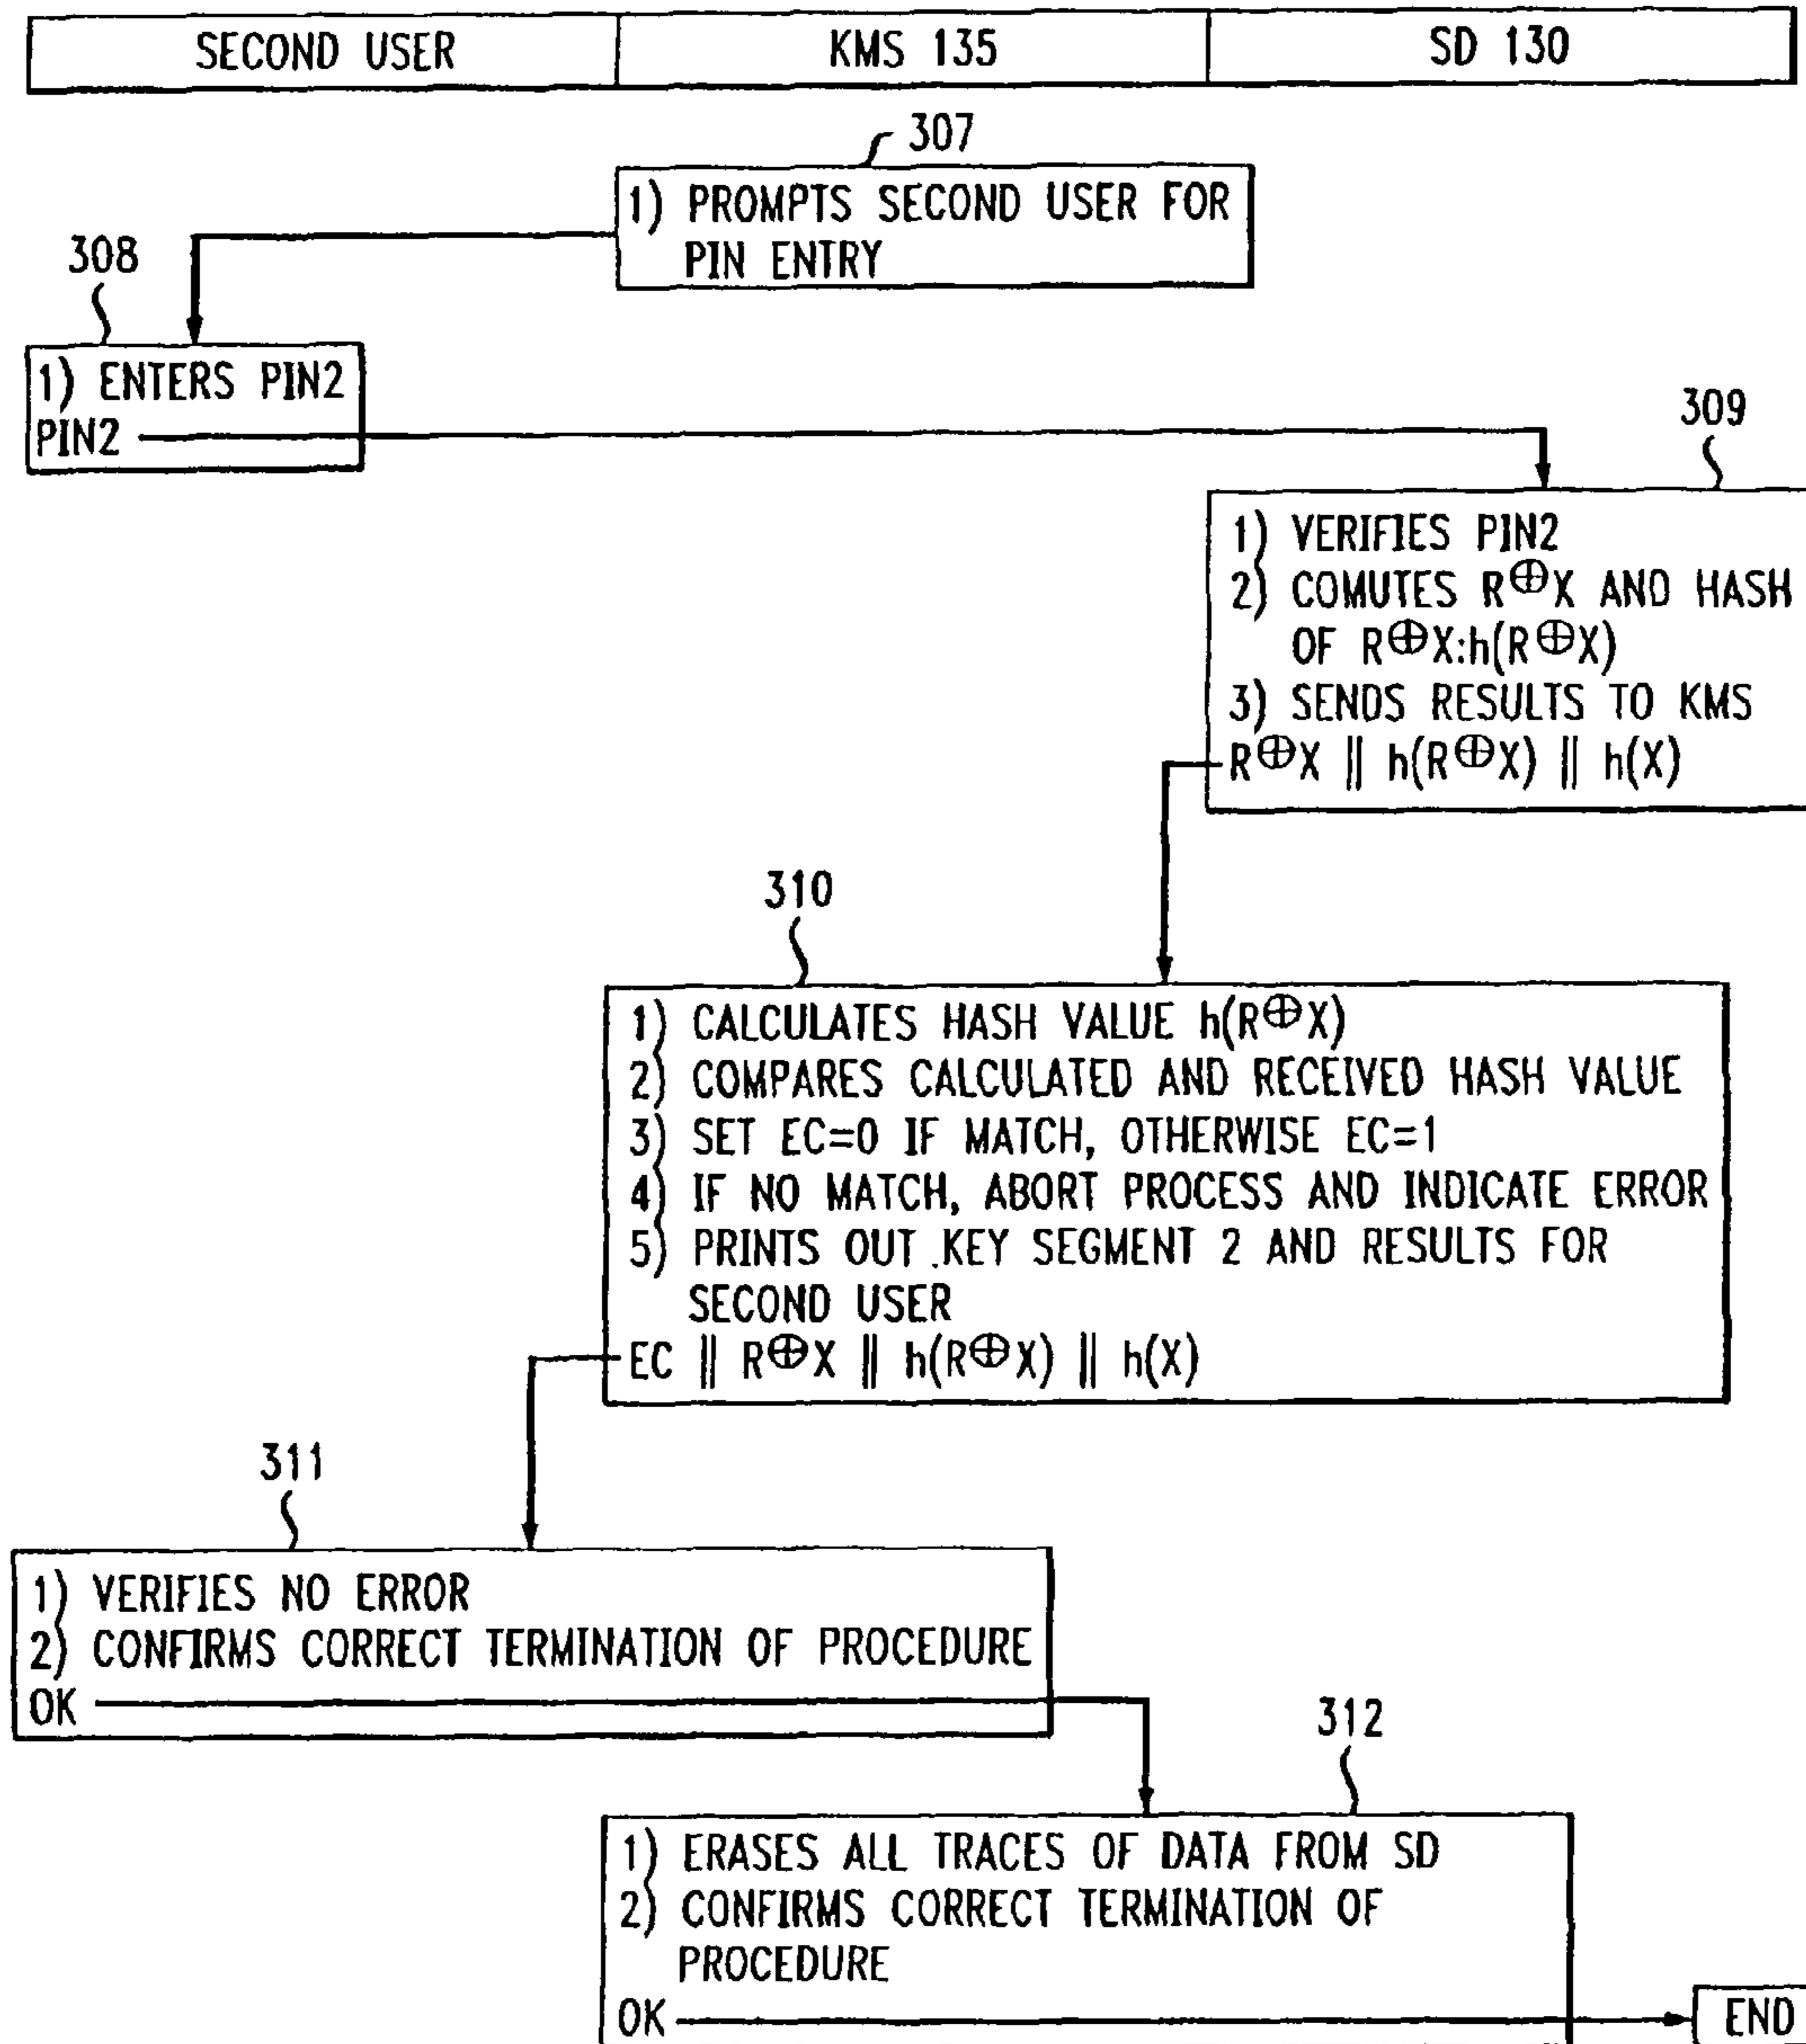 SECOND USER KMS 135 SD 130
307
1) PROMPTS SECOND USER FOR
PIN ENTRY
308
1) ENTERS PIN2
PIN2
309
1) VERIFIES PIN2
2) COMUTES R⊕X AND HASH
OF R⊕X:h(R⊕X)
3) SENDS RESULTS TO KMS
R⊕X || h(R⊕X) || h(X)
310
1) CALCULATES HASH VALUE h(R⊕X)
2) COMPARES CALCULATED AND RECEIVED HASH VALUE
3) SET EC=0 IF MATCH, OTHERWISE EC=1
4) IF NO MATCH, ABORT PROCESS AND INDICATE ERROR
5) PRINTS OUT .KEY SEGMENT 2 AND RESULTS FOR
SECOND USER
EC || R⊕X || h(R⊕X) || h(X)
311
1) VERIFIES NO ERROR
2) CONFIRMS CORRECT TERMINATION OF PROCEDURE
OK
312
1) ERASES ALL TRACES OF DATA FROM SD
2) CONFIRMS CORRECT TERMINATION OF
PROCEDURE
OK
END